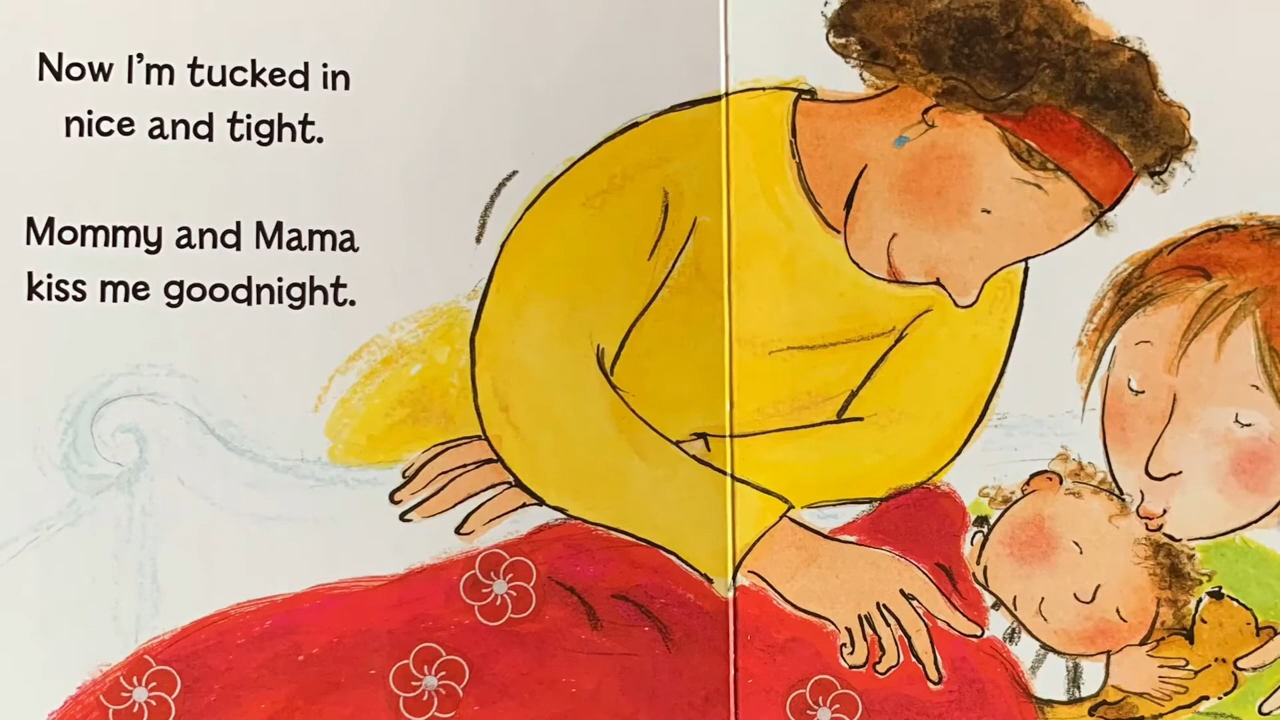 Now I'm tucked in
nice and tight.
Mommy and Mama
kiss me goodnight.